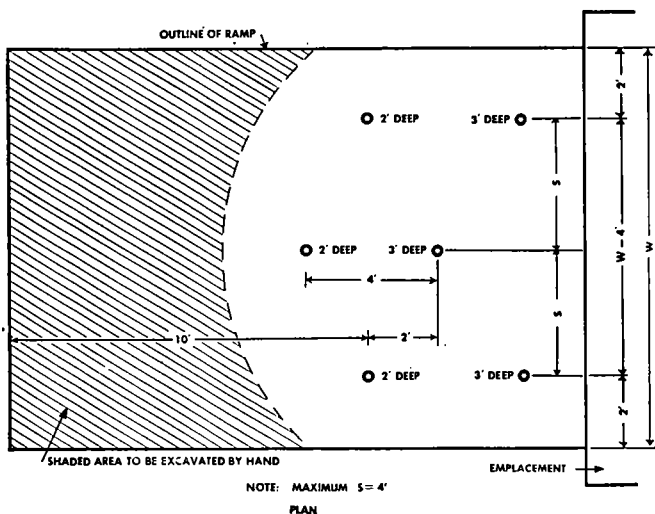 OUTLINE OF RAMP
2'
2' DEEP 3' DEEP
S
W-4'
W
2' DEEP 3' DEEP
4'
S
10' 2'
2' DEEP 3' DEEP
2'
SHADED AREA TO BE EXCAVATED BY HAND
EMPLACEMENT
NOTE: MAXIMUM S= 4'
PLAN